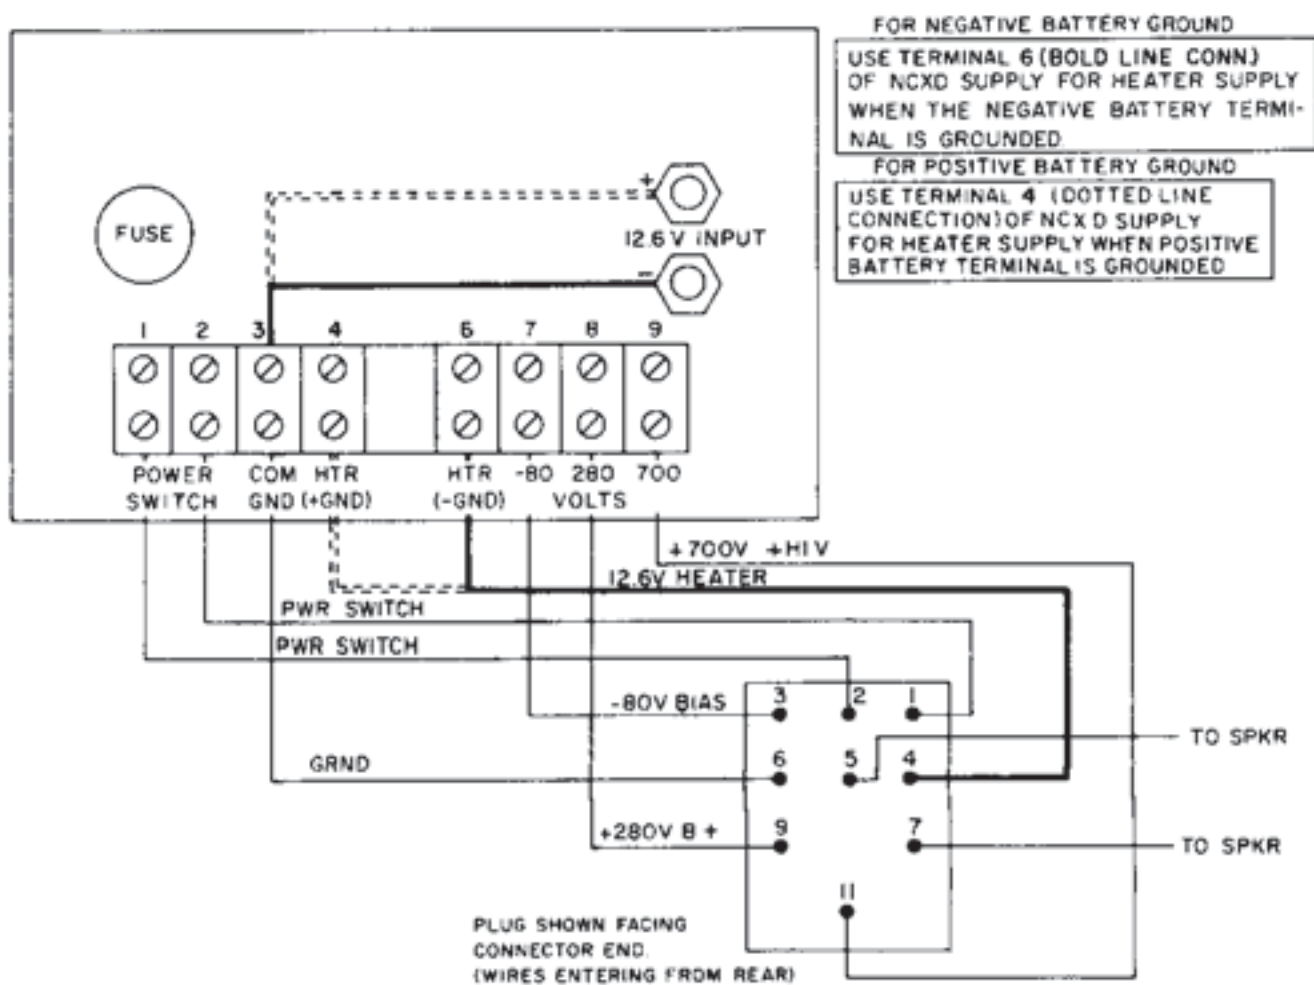 FOR NEGATIVE BATTERY GROUND
USE TERMINAL 6 (BOLD LINE CONN.)
OF NCXD SUPPLY FOR HEATER SUPPLY
WHEN THE NEGATIVE BATTERY TERMI-
NAL IS GROUNDED.
FOR POSITIVE BATTERY GROUND
USE TERMINAL 4 (DOTTED LINE
CONNECTION) OF NCXD SUPPLY
FOR HEATER SUPPLY WHEN POSITIVE
BATTERY TERMINAL IS GROUNDED
FUSE
+
12.6 V INPUT
-
1 2 3 4 6 7 8 9
POWER SWITCH
COM GND
HTR (+GND)
HTR (-GND)
-80 280 700
VOLTS
+700V +HI V
12.6V HEATER
PWR SWITCH
PWR SWITCH
3 2 1
-80V BIAS
TO SPKR
GRND
6 5 4
+280V B+
9 7
TO SPKR
11
PLUG SHOWN FACING
CONNECTOR END.
(WIRES ENTERING FROM REAR)